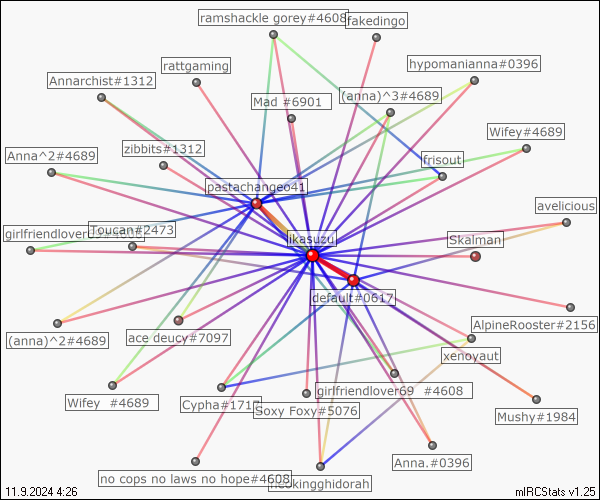 ramshackle gorey#4608
fakedingo
rattgaming
hypomanianna#0396
Annarchist#1312
Mad #6901
(anna)^3#4689
Wifey#4689
zibbits#1312
Anna^2#4689
frisout
pastachangeo41
avelicious
Toucan#2473
ikasuzu
Skalman
default#0617
AlpineRooster#2156
(anna)^2#4689
ace deucy#7097
xenoyaut
girlfriendlover69 #4608
Wifey #4689
Cypha#1717
Soxy Foxy#5076
Mushy#1984
Anna.#0396
no cops no laws no hope#4608
11.9.2024 4:26
mIRCStats v1.25